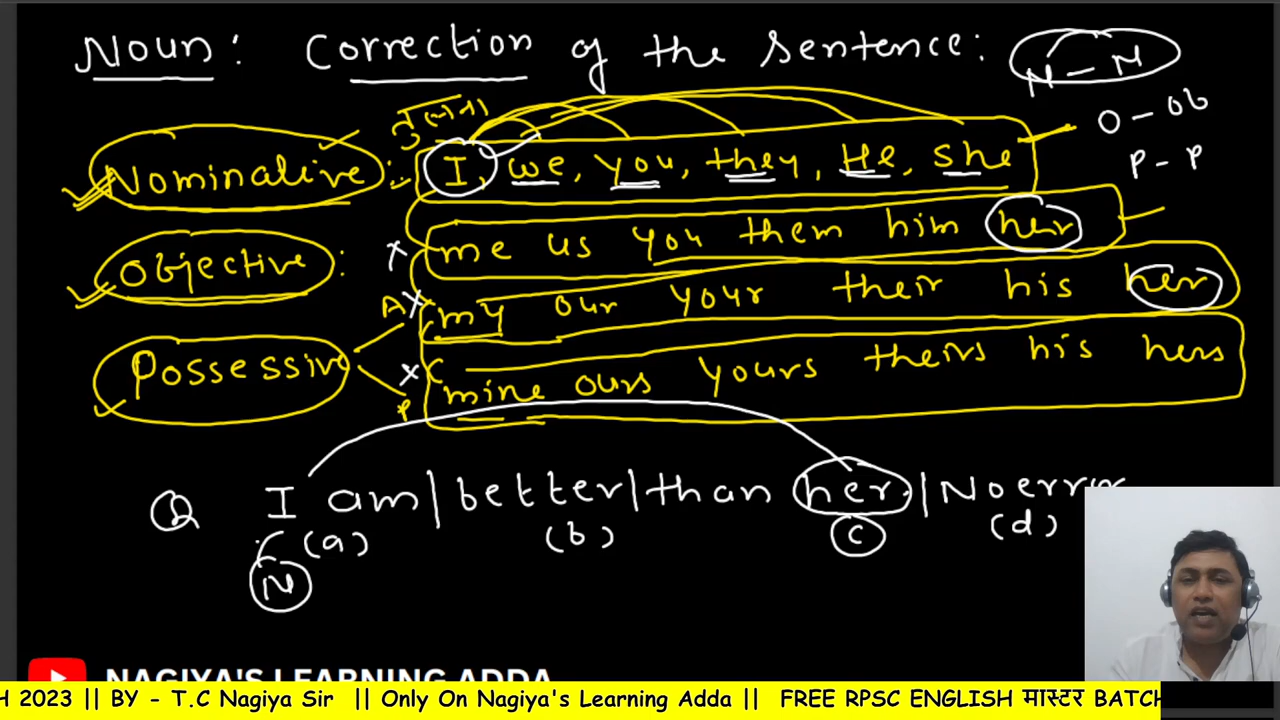 Noun: Correction of the sentence: N – N
O – Ob
P – P
Nominative : I, we, you, they, He, she
Objective : me us you them him her
A my our your their his her
Possessive
P mine ours yours theirs his hers
Q I am | better | than her. | No error
(a) (b) (c) (d)
N
NAGIYA'S LEARNING ADDA
H 2023 || BY - T.C Nagiya Sir || Only On Nagiya's Learning Adda || FREE RPSC ENGLISH मास्टर BATCH